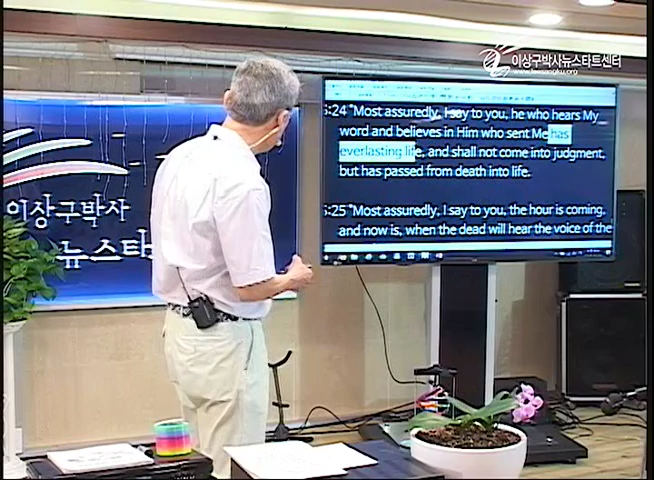 이상구박사뉴스타트센터
www.leesangku.org
5:24 "Most assuredly, I say to you, he who hears My
word and believes in Him who sent Me has
everlasting life, and shall not come into judgment,
but has passed from death into life.
5:25 "Most assuredly, I say to you, the hour is coming,
and now is, when the dead will hear the voice of the
이상구박사
뉴스타